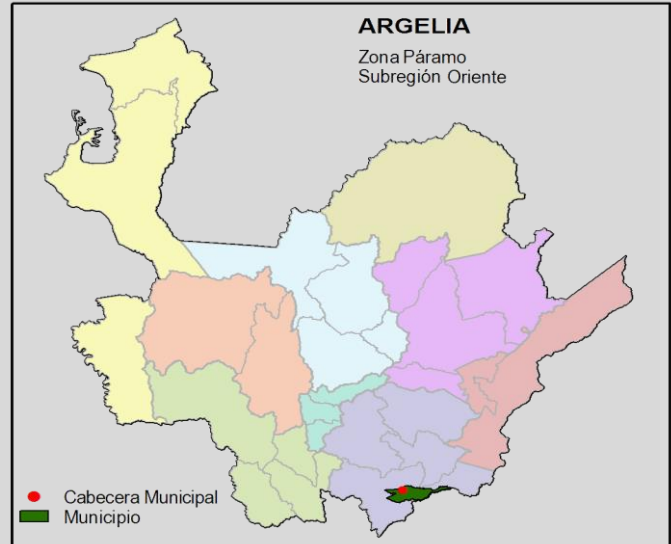 ARGELIA
Zona Páramo
Subregión Oriente
Cabecera Municipal
Municipio